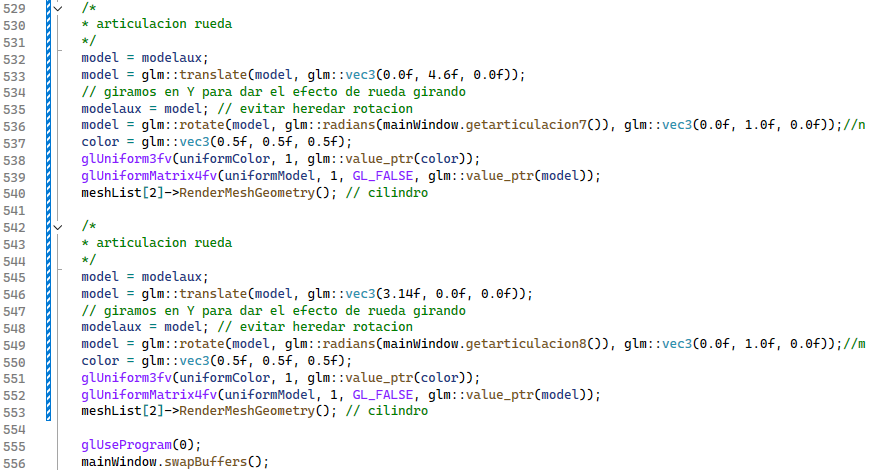 529 /*
530 * articulacion rueda
531 */
532 model = modelaux;
533 model = glm::translate(model, glm::vec3(0.0f, 4.6f, 0.0f));
534 // giramos en Y para dar el efecto de rueda girando
535 modelaux = model; // evitar heredar rotacion
536 model = glm::rotate(model, glm::radians(mainWindow.getarticulacion7()), glm::vec3(0.0f, 1.0f, 0.0f));//n
537 color = glm::vec3(0.5f, 0.5f, 0.5f);
538 glUniform3fv(uniformColor, 1, glm::value_ptr(color));
539 glUniformMatrix4fv(uniformModel, 1, GL_FALSE, glm::value_ptr(model));
540 meshList[2]->RenderMeshGeometry(); // cilindro
541
542 /*
543 * articulacion rueda
544 */
545 model = modelaux;
546 model = glm::translate(model, glm::vec3(3.14f, 0.0f, 0.0f));
547 // giramos en Y para dar el efecto de rueda girando
548 modelaux = model; // evitar heredar rotacion
549 model = glm::rotate(model, glm::radians(mainWindow.getarticulacion8()), glm::vec3(0.0f, 1.0f, 0.0f));//m
550 color = glm::vec3(0.5f, 0.5f, 0.5f);
551 glUniform3fv(uniformColor, 1, glm::value_ptr(color));
552 glUniformMatrix4fv(uniformModel, 1, GL_FALSE, glm::value_ptr(model));
553 meshList[2]->RenderMeshGeometry(); // cilindro
554
555 glUseProgram(0);
556 mainWindow.swapBuffers();